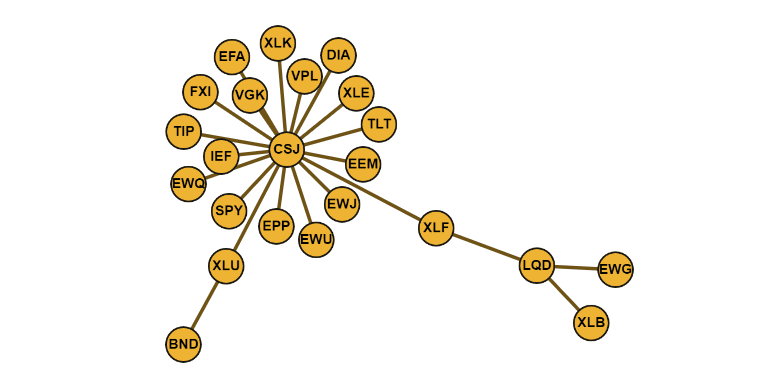 XLK
EFA
DIA
VPL
FXI
VGK
XLE
TLT
TIP
CSJ
IEF
EEM
EWQ
SPY
EWJ
EPP
XLF
EWU
XLU
LQD
EWG
XLB
BND